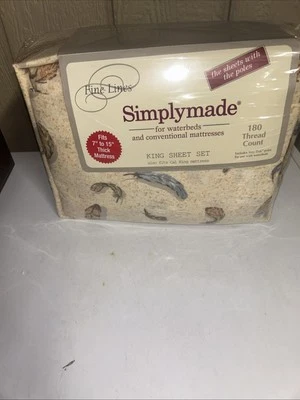 Fine Lines
the sheets with
the poles
Simplymade®
for waterbeds
and conventional mattresses
180
Thread
Count
Fits
7" to 15"
Thick
Mattress
KING SHEET SET